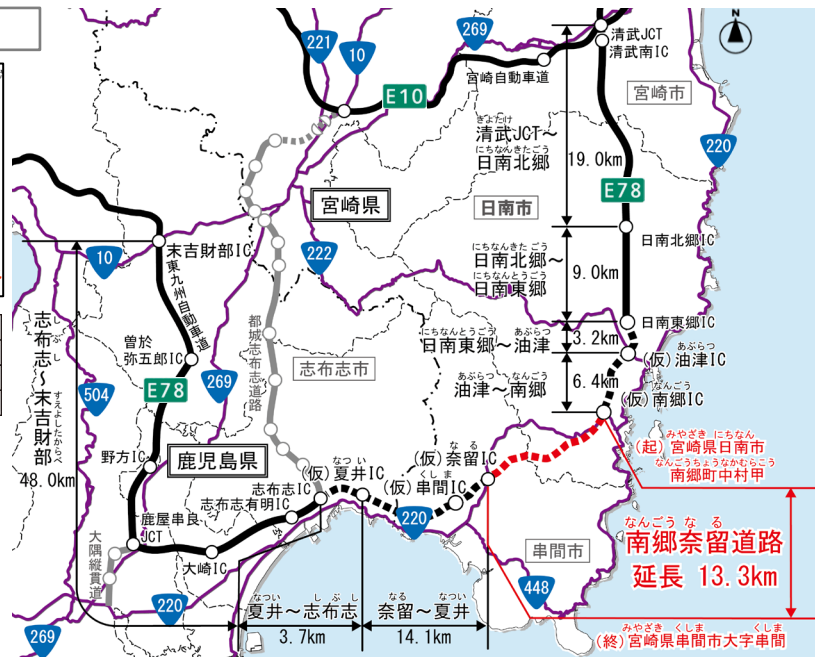 N
269
221
10
清武JCT
清武南IC
宮崎自動車道
宮崎市
E10
きよたけ
清武JCT～
にちなんきたごう
日南北郷
19.0km
220
E78
宮崎県
日南市
日南北郷IC
末吉財部IC
10
222
にちなんきた ごう
日南北郷～
にちなんとうごう
日南東郷
9.0km
東九州自動車道
日南東郷IC
し ぶ し
志布志～末吉財部
すえよしたからべ
48.0km
都城志布志道路
にちなんとうごう あぶらつ
日南東郷～油津
3.2km
あぶらつ
(仮)油津IC
曽於
弥五郎IC
志布志市
あぶらつ なんごう
油津～南郷
6.4km
なんごう
(仮)南郷IC
504
E78
269
みやざき にちなん
(起)宮崎県日南市
なんごうちょうなかむらこう
南郷町中村甲
野方IC
鹿児島県
なつい
(仮)夏井IC
なる
(仮)奈留IC
くしま
(仮)串間IC
志布志IC
志布志有明IC
220
鹿屋串良
JCT
大崎IC
大隅縦貫道
串間市
なんごう なる
南郷奈留道路
延長 13.3km
448
220
なつい しぶし
夏井～志布志
3.7km
なる なつい
奈留～夏井
14.1km
269
みやざき くしま くしま
(終)宮崎県串間市大字串間